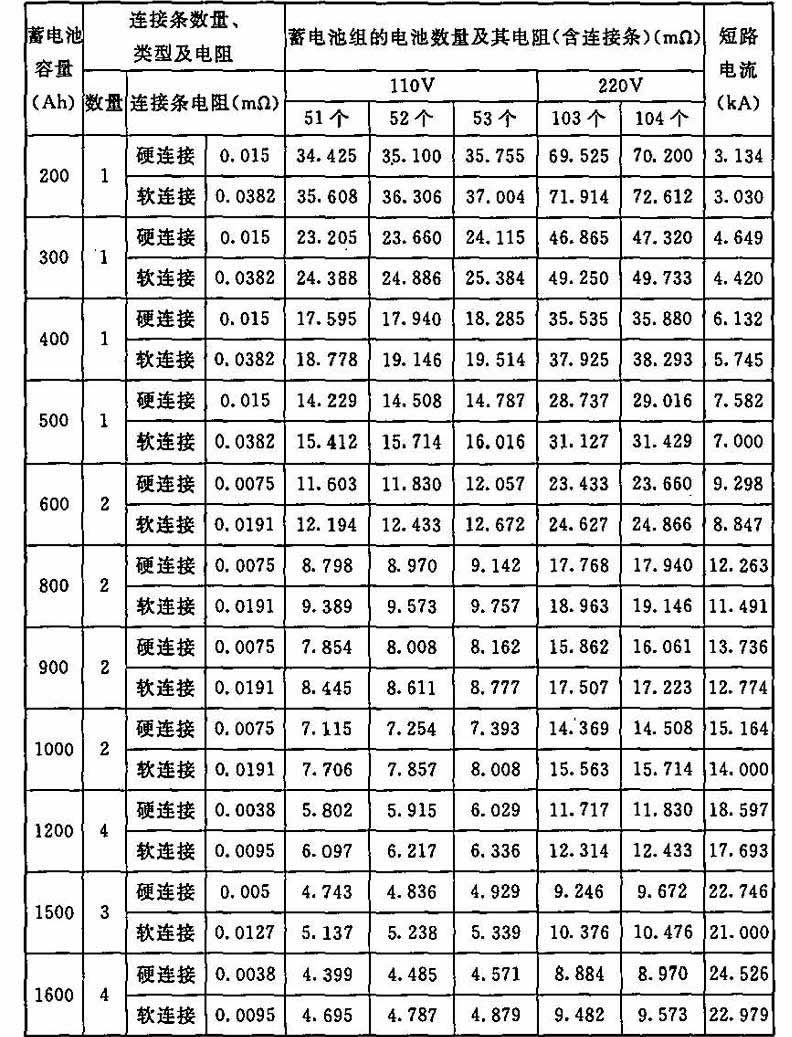 蓄电池容量(Ah) 连接条数量、类型及电阻 蓄电池组的电池数量及其电阻(含连接条)(mΩ) 短路电流(kA)
数量 连接条电阻(mΩ) 110V 220V
51个 52个 53个 103个 104个
200 1 硬连接 0.015 34.425 35.100 35.755 69.525 70.200 3.134
软连接 0.0382 35.608 36.306 37.004 71.914 72.612 3.030
300 1 硬连接 0.015 23.205 23.660 24.115 46.865 47.320 4.649
软连接 0.0382 24.388 24.886 25.384 49.250 49.733 4.420
400 1 硬连接 0.015 17.595 17.940 18.285 35.535 35.880 6.132
软连接 0.0382 18.778 19.146 19.514 37.925 38.293 5.745
500 1 硬连接 0.015 14.229 14.508 14.787 28.737 29.016 7.582
软连接 0.0382 15.412 15.714 16.016 31.127 31.429 7.000
600 2 硬连接 0.0075 11.603 11.830 12.057 23.433 23.660 9.298
软连接 0.0191 12.194 12.433 12.672 24.627 24.866 8.847
800 2 硬连接 0.0075 8.798 8.970 9.142 17.768 17.940 12.263
软连接 0.0191 9.389 9.573 9.757 18.963 19.146 11.491
900 2 硬连接 0.0075 7.854 8.008 8.162 15.862 16.061 13.736
软连接 0.0191 8.445 8.611 8.777 17.507 17.223 12.774
1000 2 硬连接 0.0075 7.115 7.254 7.393 14.369 14.508 15.164
软连接 0.0191 7.706 7.857 8.008 15.563 15.714 14.000
1200 4 硬连接 0.0038 5.802 5.915 6.029 11.717 11.830 18.597
软连接 0.0095 6.097 6.217 6.336 12.314 12.433 17.693
1500 3 硬连接 0.005 4.743 4.836 4.929 9.246 9.672 22.746
软连接 0.0127 5.137 5.238 5.339 10.376 10.476 21.000
1600 4 硬连接 0.0038 4.399 4.485 4.571 8.884 8.970 24.526
软连接 0.0095 4.695 4.787 4.879 9.482 9.573 22.979